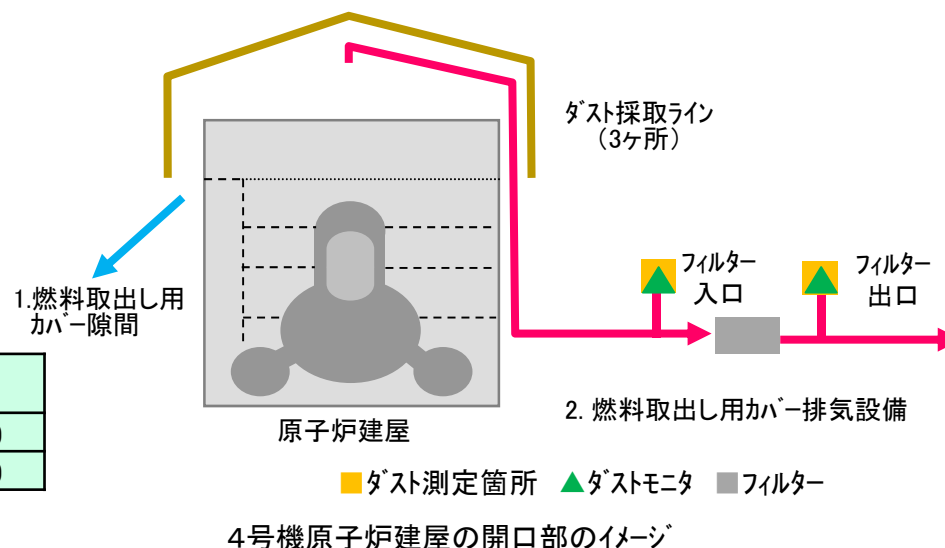 ダスト採取ライン
（3ヶ所）
フィルター
入口
フィルター
出口
1.燃料取出し用
カバー隙間
2. 燃料取出し用カバー排気設備
原子炉建屋
ダスト測定箇所 ダストモニタ フィルター
4号機原子炉建屋の開口部のイメージ